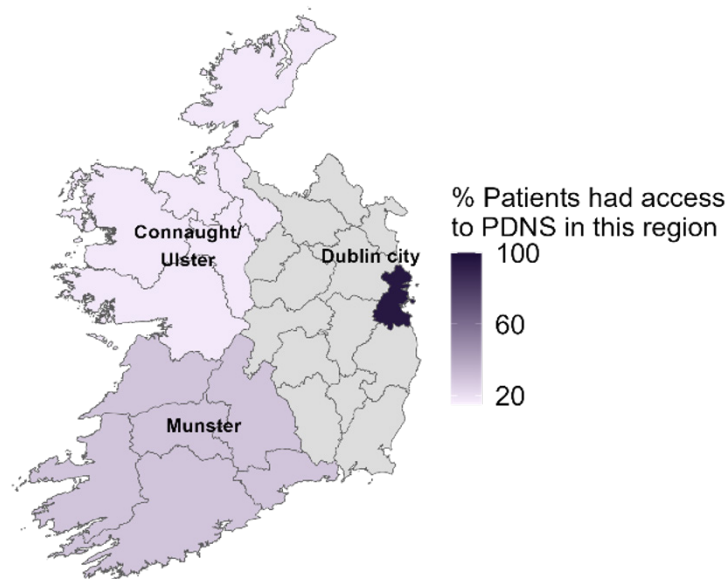 Connaught/
Ulster
Dublin city
Munster
% Patients had access
to PDNS in this region
100
60
20